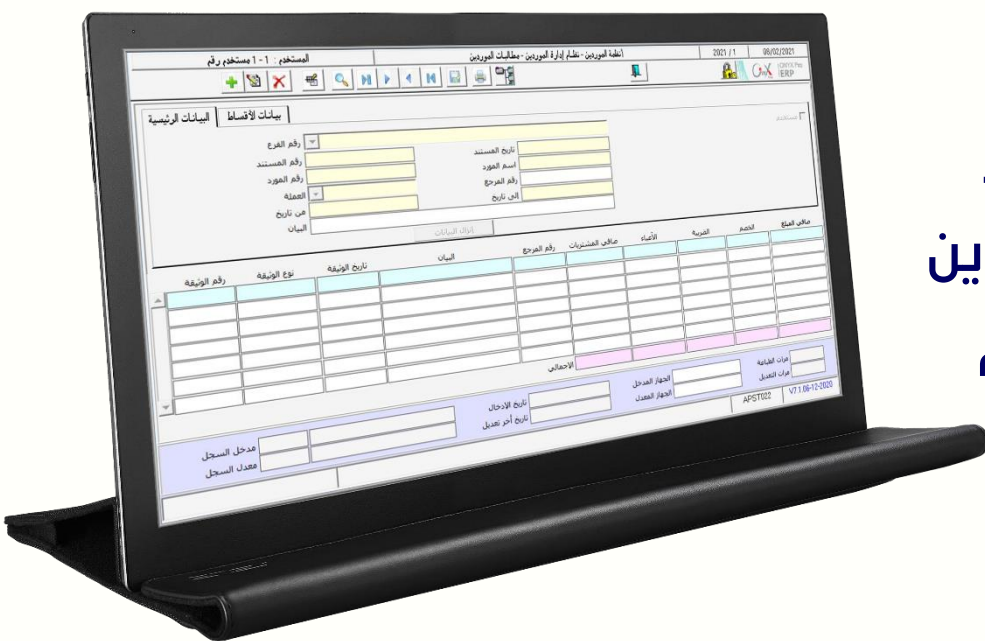 المستخدم : 1 - 1 مستخدم رقم
أنظمة الموردين - نظام إدارة الموردين - مطالبات الموردين
2021 / 1
08/02/2021
ONYX Pro
ERP
البيانات الرئيسية
بيانات الأقساط
مستخدم
رقم الفرع
رقم المستند
تاريخ المستند
رقم المورد
اسم المورد
العملة
رقم المرجع
من تاريخ
إلى تاريخ
البيان
إنزال البيانات
رقم الوثيقة نوع الوثيقة تاريخ الوثيقة البيان رقم المرجع صافي المشتريات الأعباء الضريبة الخصم صافي المبلغ
الإجمالي
مدخل السجل
تاريخ الإدخال
الجهاز المدخل
مرات الطباعة
معدل السجل
تاريخ أخر تعديل
الجهاز المعدل
مرات التعديل
APST022
V7.1.06-12-2020
ين